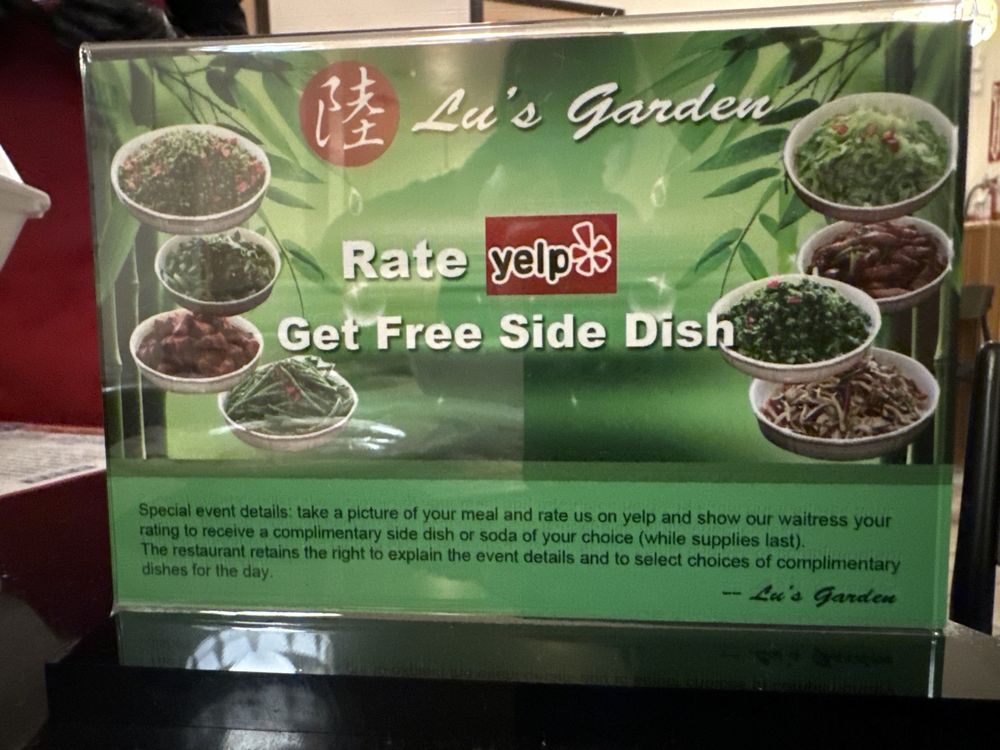 陸 Lu's Garden
Rate yelp
Get Free Side Dish
Special event details: take a picture of your meal and rate us on yelp and show our waitress your
rating to receive a complimentary side dish or soda of your choice (while supplies last).
The restaurant retains the right to explain the event details and to select choices of complimentary
dishes for the day.
-- Lu's Garden